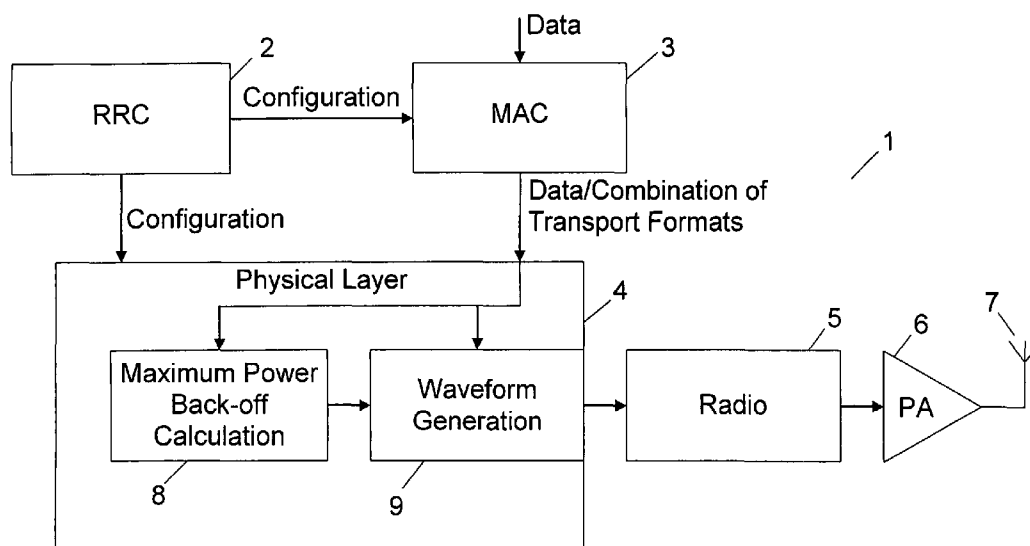 Data
2
3
RRC
Configuration
MAC
1
Configuration
Data/Combination of
Transport Formats
Physical Layer
4
5
6
7
Maximum Power
Back-off
Calculation
Waveform
Generation
Radio
PA
8
9